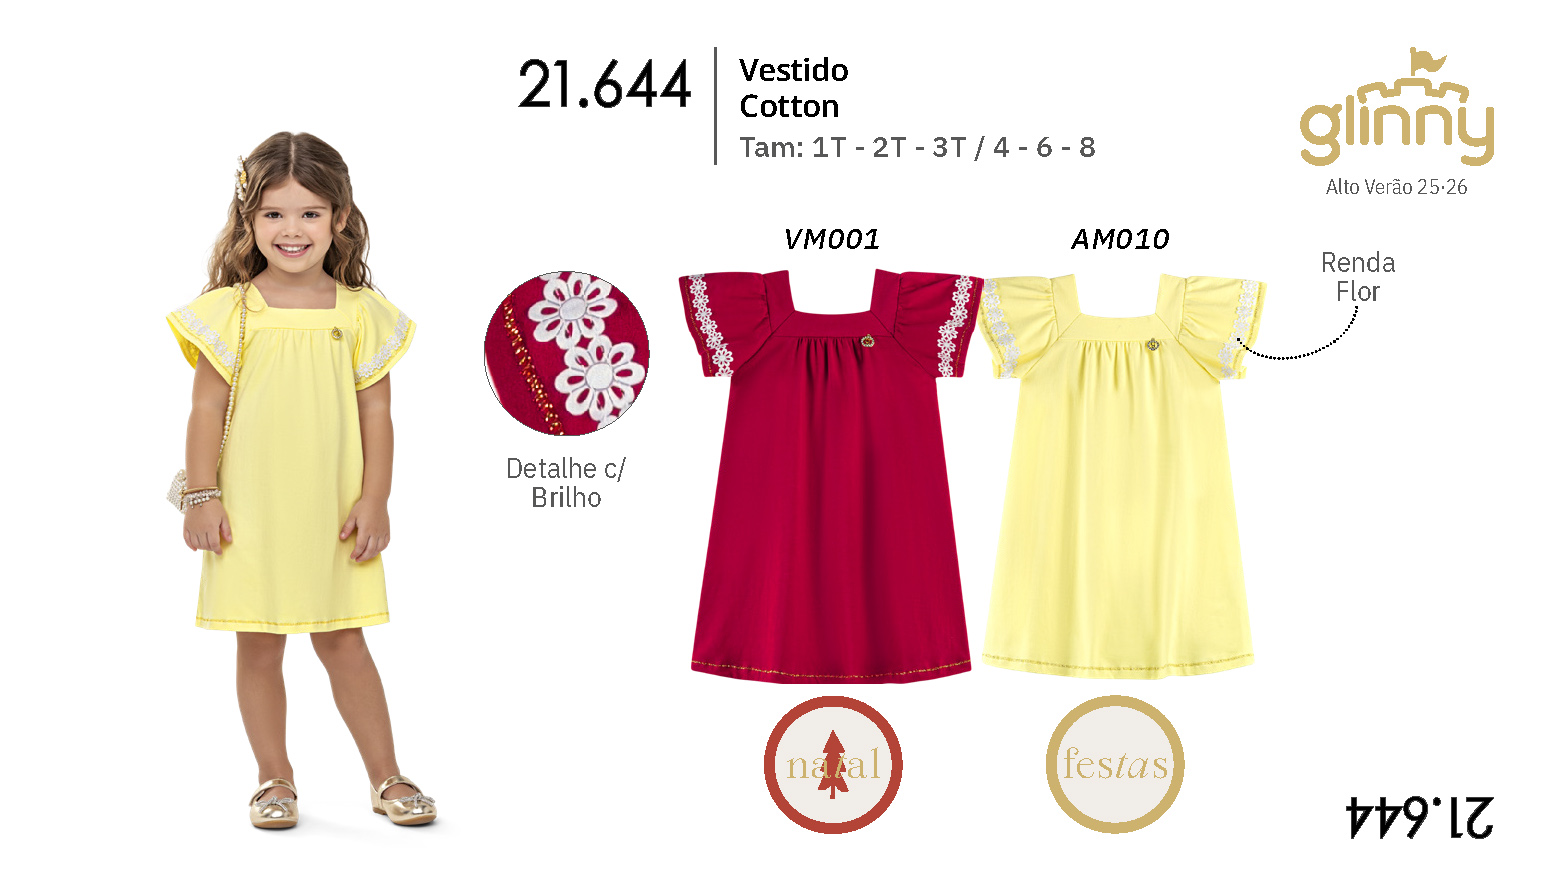 21.644
Vestido
Cotton
Tam: 1T - 2T - 3T / 4 - 6 - 8
glinny
Alto Verão 25·26
VM001
AM010
Renda
Flor
Detalhe c/
Brilho
natal
festas
21.644